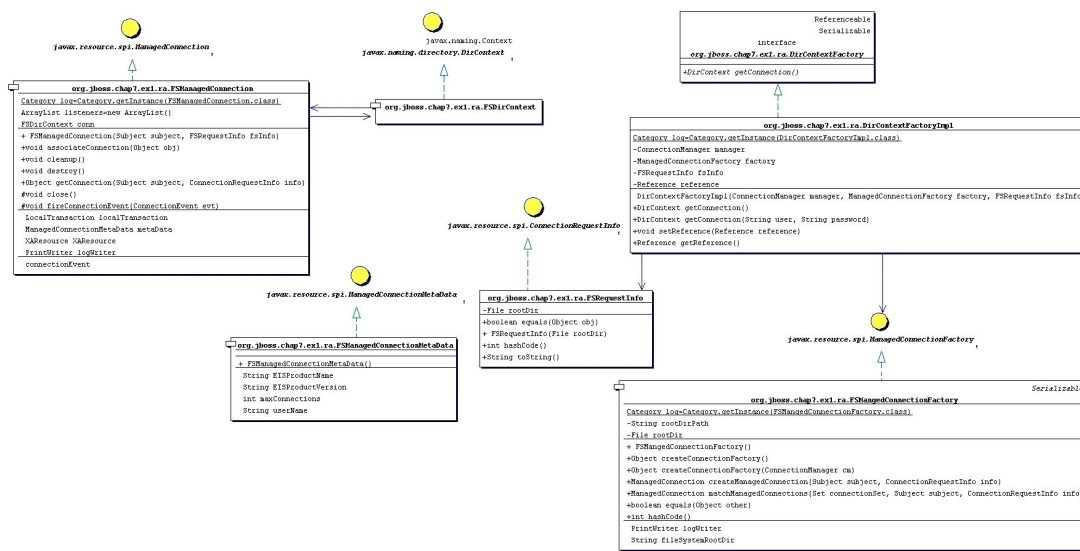 javax.resource.spi.ManagedConnection
,
org.jboss.chap7.ex1.ra.FSManagedConnection
Category log=Category.getInstance(FSManagedConnection.class)
ArrayList listeners=new ArrayList()
FSDirContext conn
+ FSManagedConnection(Subject subject, FSRequestInfo fsInfo)
+void associateConnection(Object obj)
+void cleanup()
+void destroy()
+Object getConnection(Subject subject, ConnectionRequestInfo info)
#void close()
#void fireConnectionEvent(ConnectionEvent evt)
LocalTransaction localTransaction
ManagedConnectionMetaData metaData
XAResource XAResource
PrintWriter logWriter
connectionEvent
javax.naming.Context
javax.naming.directory.DirContext
,
org.jboss.chap7.ex1.ra.FSDirContext
Referenceable
Serializable
interface
org.jboss.chap7.ex1.ra.DirContextFactory
+DirContext getConnection()
org.jboss.chap7.ex1.ra.DirContextFactoryImpl
Category log=Category.getInstance(DirContextFactoryImpl.class)
-ConnectionManager manager
-ManagedConnectionFactory factory
-FSRequestInfo fsInfo
-Reference reference
DirContextFactoryImpl(ConnectionManager manager, ManagedConnectionFactory factory, FSRequestInfo fsInfo
+DirContext getConnection()
+DirContext getConnection(String user, String password)
+void setReference(Reference reference)
+Reference getReference()
javax.resource.spi.ConnectionRequestInfo
,
org.jboss.chap7.ex1.ra.FSRequestInfo
-File rootDir
+boolean equals(Object obj)
+ FSRequestInfo(File rootDir)
+int hashCode()
+String toString()
javax.resource.spi.ManagedConnectionMetaData
,
org.jboss.chap7.ex1.ra.FSManagedConnectionMetaData
+ FSManagedConnectionMetaData()
String EISProductName
String EISProductVersion
int maxConnections
String userName
javax.resource.spi.ManagedConnectionFactory
,
Serializable
org.jboss.chap7.ex1.ra.FSMangedConnectionFactory
Category log=Category.getInstance(FSMangedConnectionFactory.class)
-String rootDirPath
-File rootDir
+ FSMangedConnectionFactory()
+Object createConnectionFactory()
+Object createConnectionFactory(ConnectionManager cm)
+ManagedConnection createManagedConnection(Subject subject, ConnectionRequestInfo info)
+ManagedConnection matchManagedConnections(Set connectionSet, Subject subject, ConnectionRequestInfo info
+boolean equals(Object other)
+int hashCode()
PrintWriter logWriter
String fileSystemRootDir